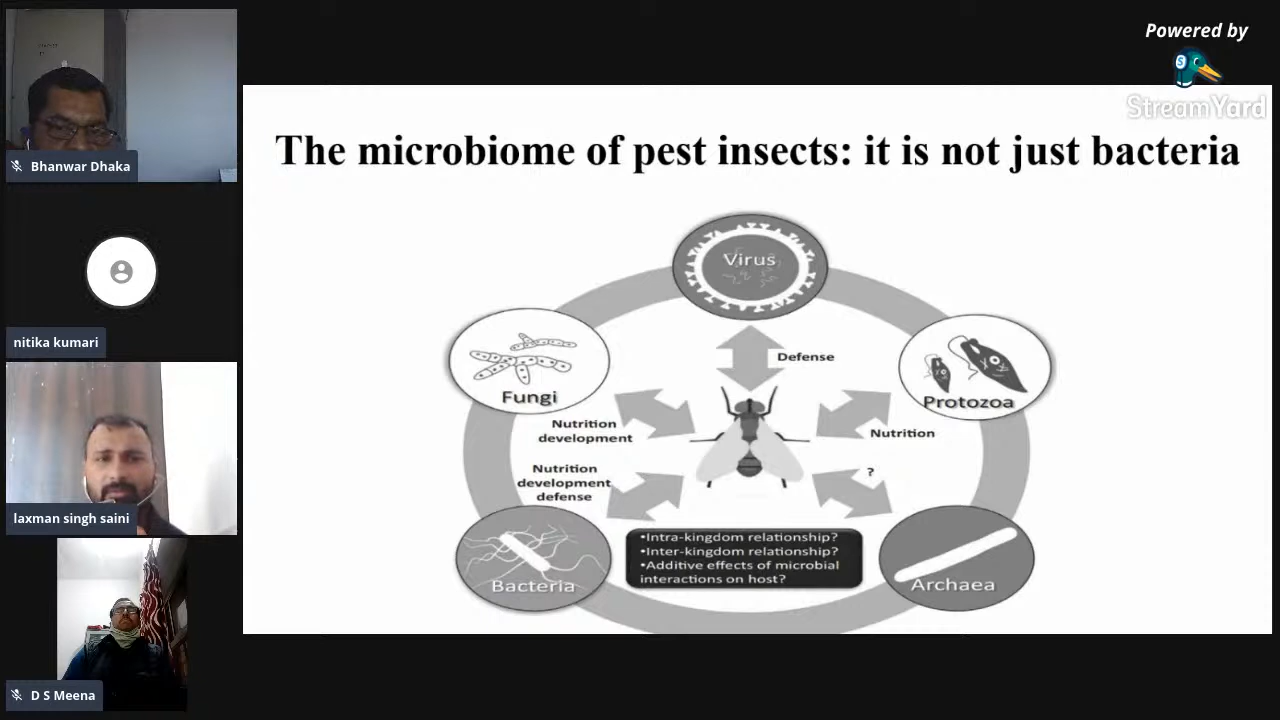 Powered by
StreamYard
The microbiome of pest insects: it is not just bacteria
Virus
Defense
Fungi
Protozoa
Nutrition
development
Nutrition
Nutrition
development
defense
?
Bacteria
•Intra-kingdom relationship?
•Inter-kingdom relationship?
•Additive effects of microbial
interactions on host?
Archaea
Bhanwar Dhaka
nitika kumari
laxman singh saini
D S Meena